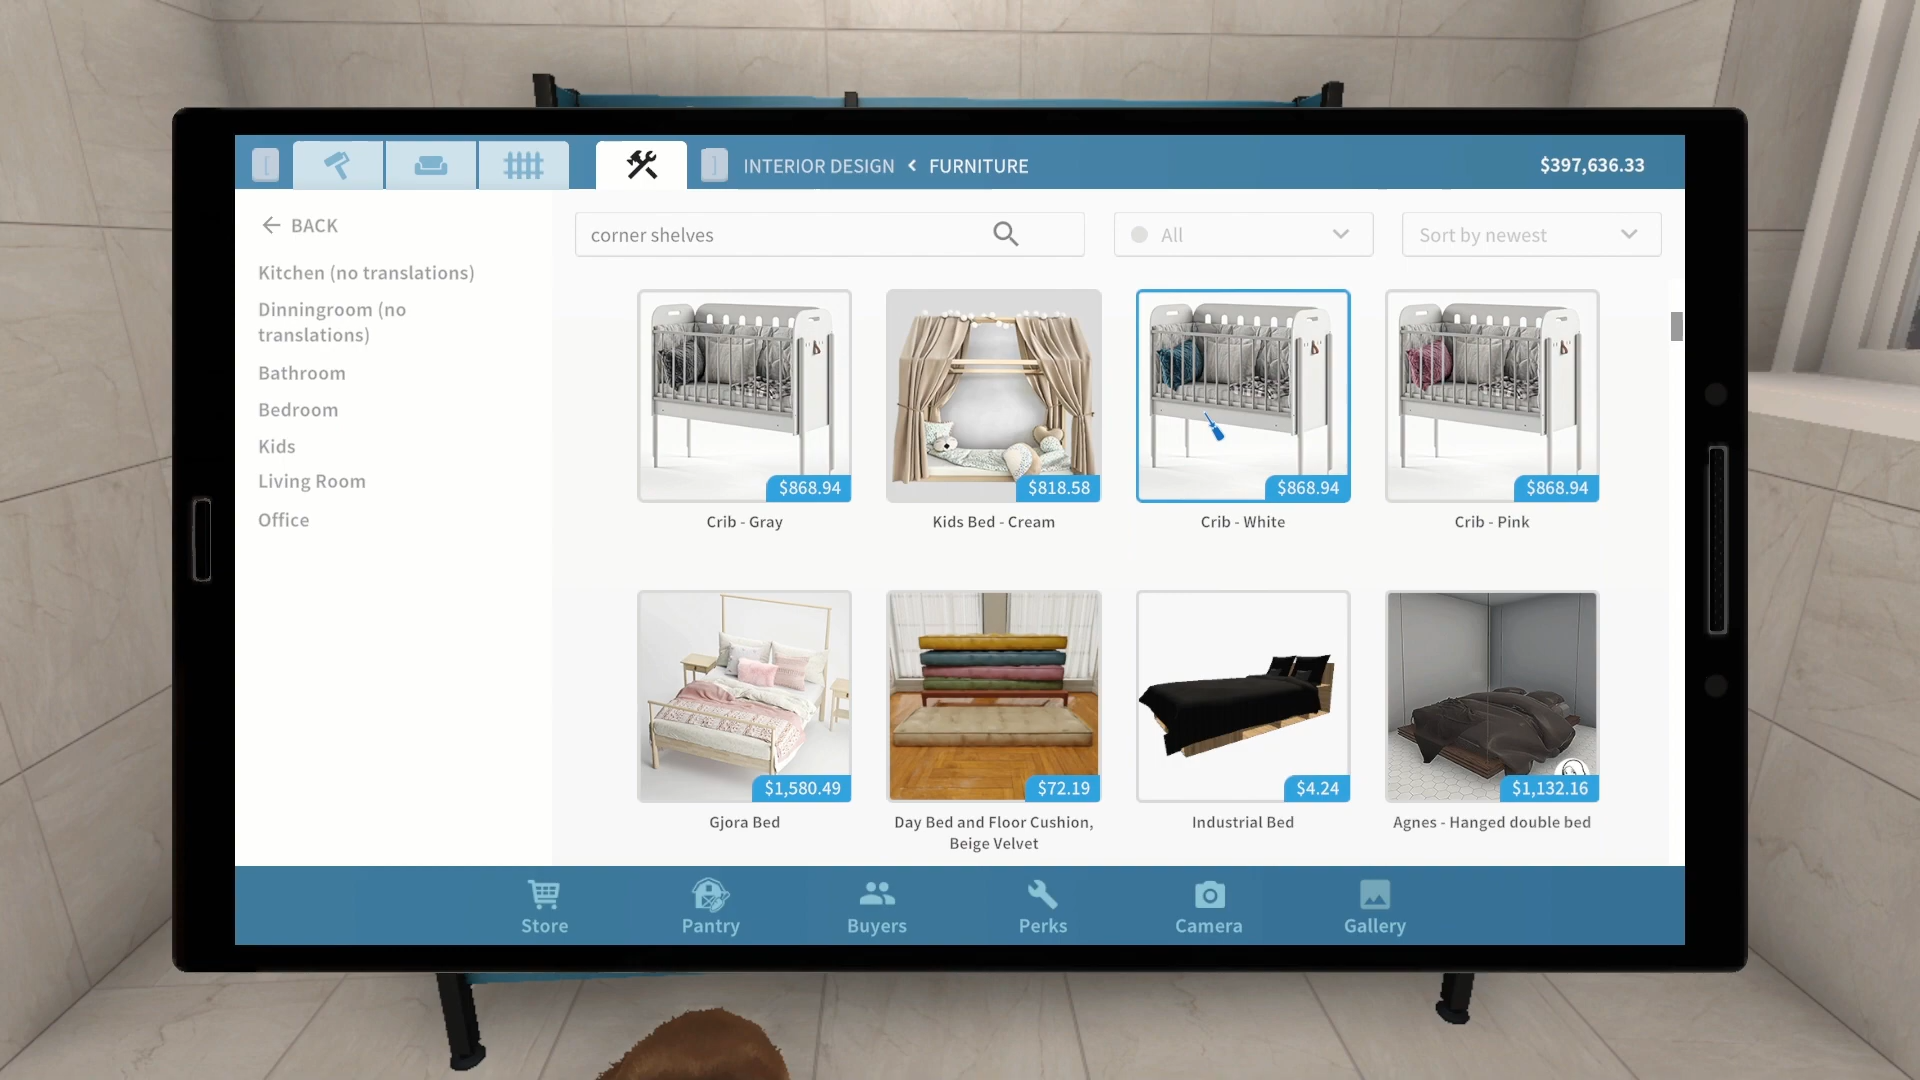 [
]
INTERIOR DESIGN < FURNITURE
$397,636.33
BACK
Kitchen (no translations)
Dinningroom (no
translations)
Bathroom
Bedroom
Kids
Living Room
Office
corner shelves
All
Sort by newest
$868.94
$818.58
$868.94
$868.94
Crib - Gray
Kids Bed - Cream
Crib - White
Crib - Pink
$1,580.49
$72.19
$4.24
$1,132.16
Gjora Bed
Day Bed and Floor Cushion,
Beige Velvet
Industrial Bed
Agnes - Hanged double bed
Store
Pantry
Buyers
Perks
Camera
Gallery